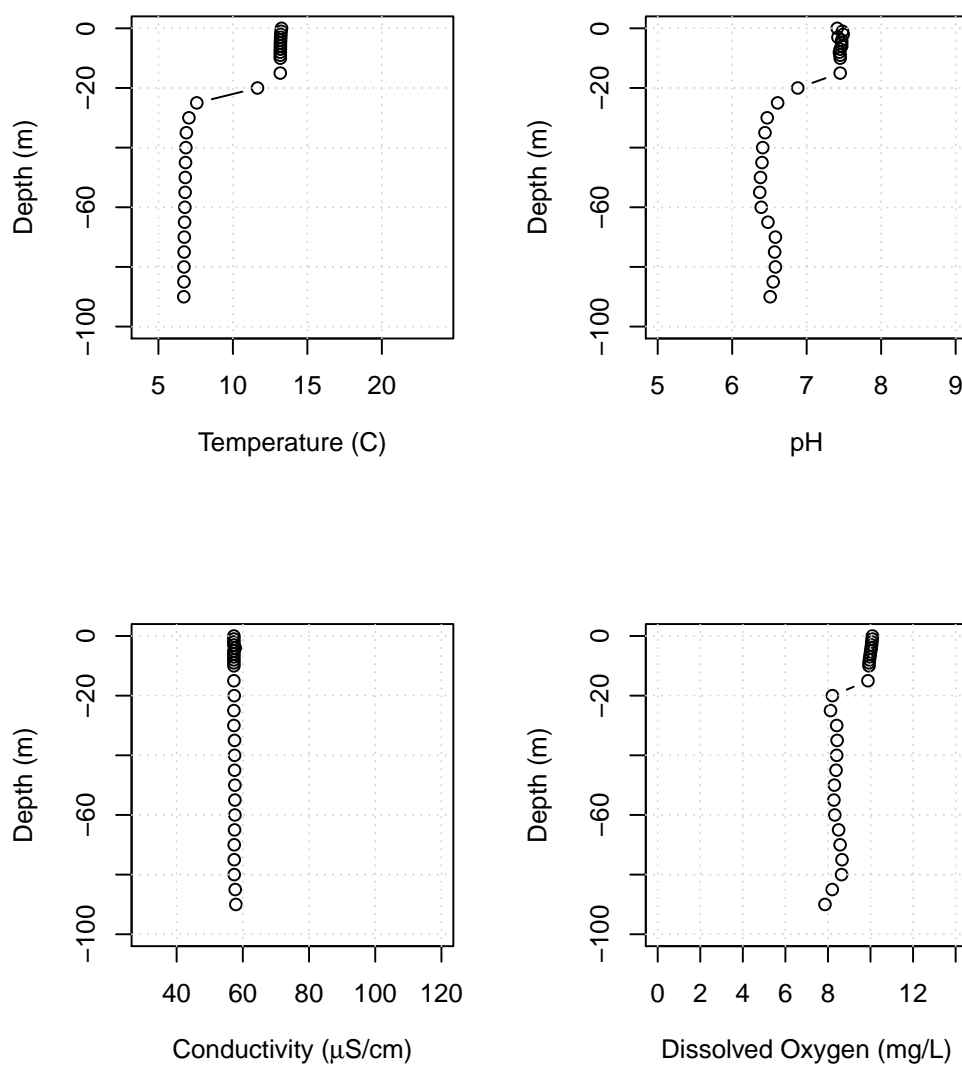 0
−20
−60
−100
Depth (m)
5 10 15 20
Temperature (C)
0
−20
−60
−100
Depth (m)
5 6 7 8 9
pH
0
−20
−60
−100
Depth (m)
40 60 80 100 120
Conductivity (μS/cm)
0
−20
−60
−100
Depth (m)
0 2 4 6 8 12
Dissolved Oxygen (mg/L)